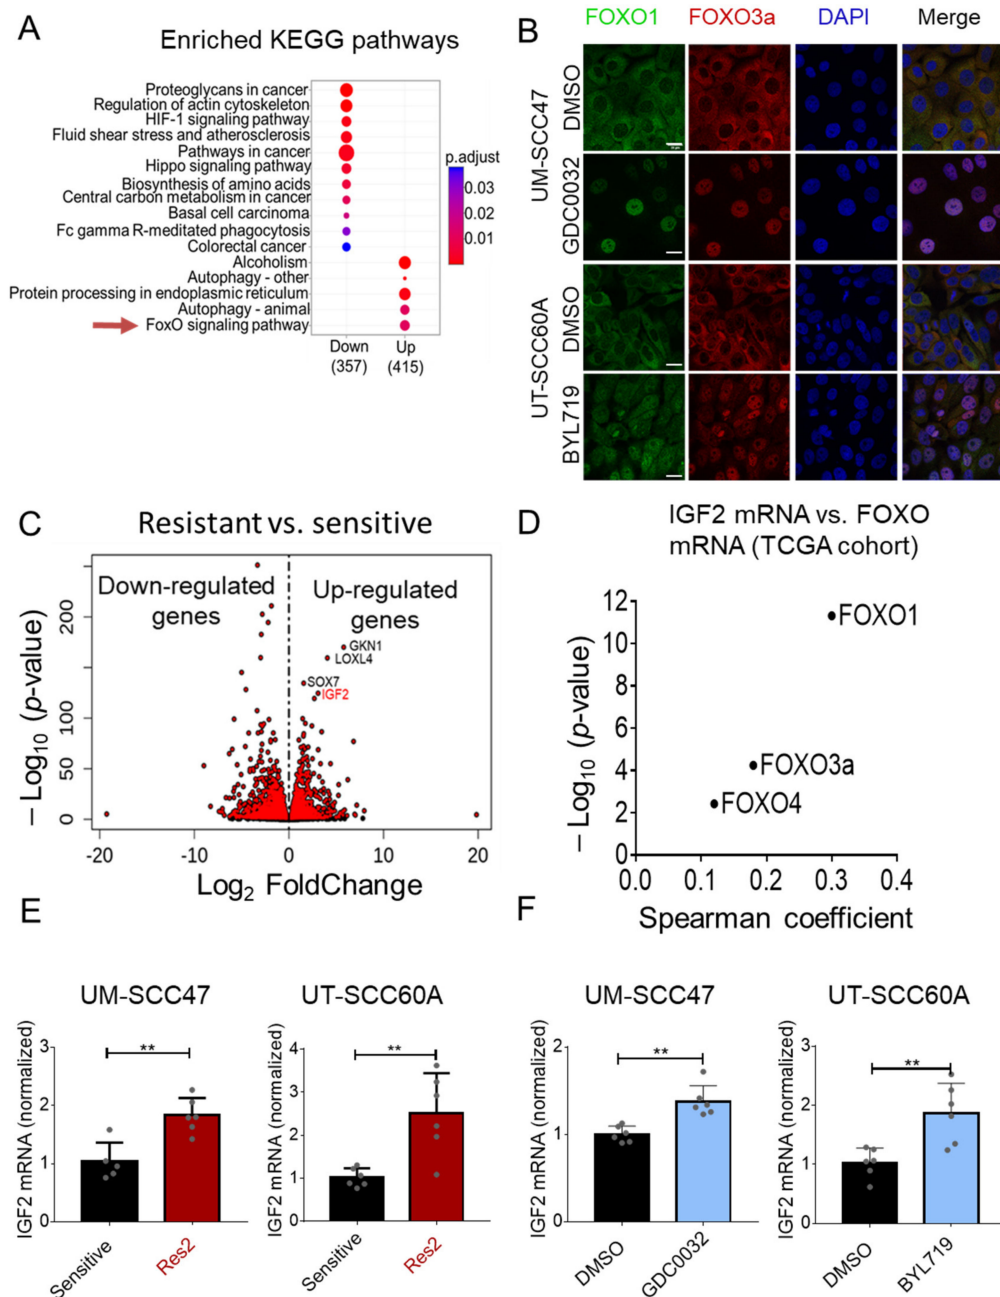 A
Enriched KEGG pathways
Proteoglycans in cancer
Regulation of actin cytoskeleton
HIF-1 signaling pathway
Fluid shear stress and atherosclerosis
Pathways in cancer
Hippo signaling pathway
Biosynthesis of amino acids
Central carbon metabolism in cancer
Basal cell carcinoma
Fc gamma R-meditated phagocytosis
Colorectal cancer
Alcoholism
Autophagy - other
Protein processing in endoplasmic reticulum
Autophagy - animal
FoxO signaling pathway
Down
(357)
Up
(415)
p.adjust
0.03
0.02
0.01
B
FOXO1 FOXO3a DAPI Merge
UM-SCC47
DMSO
GDC0032
UT-SCC60A
DMSO
BYL719
C
Resistant vs. sensitive
Down-regulated
genes
Up-regulated
genes
GKN1
LOXL4
SOX7
IGF2
– Log10 (p-value)
200
100
50
0
-20 -10 0 10 20
Log2 FoldChange
D
IGF2 mRNA vs. FOXO
mRNA (TCGA cohort)
– Log10 (p-value)
12
10
8
6
4
2
0
FOXO1
FOXO3a
FOXO4
0.0 0.1 0.2 0.3 0.4
Spearman coefficient
E
UM-SCC47
IGF2 mRNA (normalized)
3
2
1
0
**
Sensitive
Res2
UT-SCC60A
IGF2 mRNA (normalized)
4
3
2
1
0
**
Sensitive
Res2
F
UM-SCC47
IGF2 mRNA (normalized)
2
1
0
**
DMSO
GDC0032
UT-SCC60A
IGF2 mRNA (normalized)
3
2
1
0
**
DMSO
BYL719